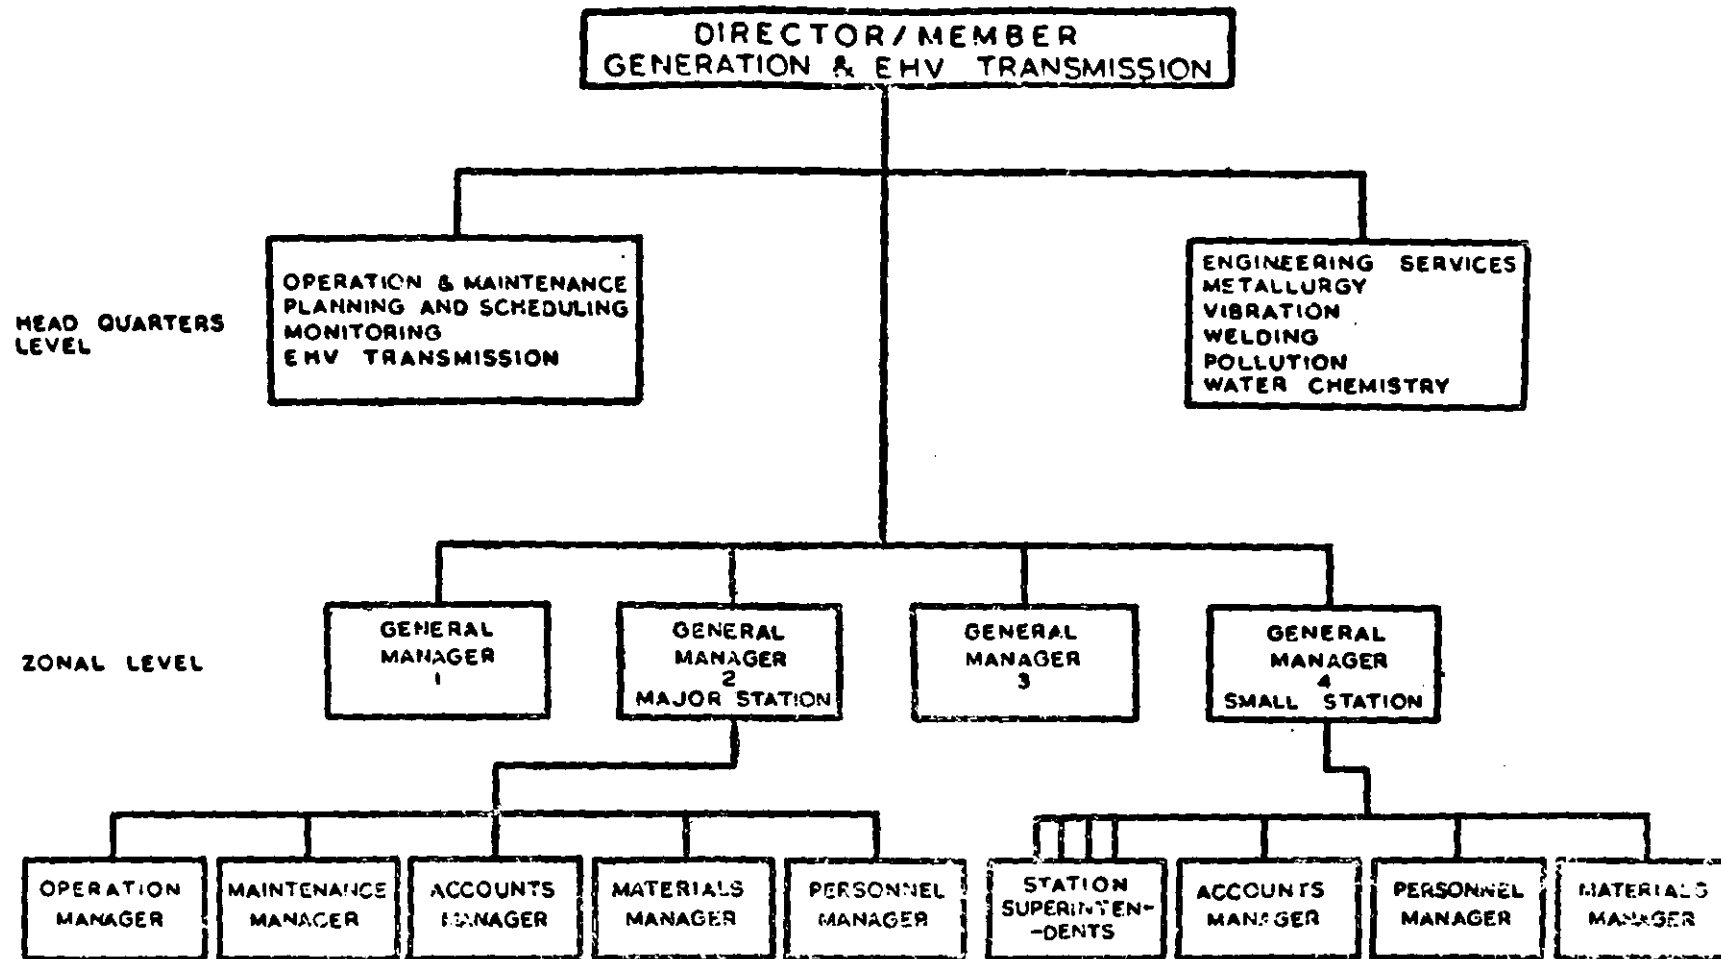 DIRECTOR/MEMBER
GENERATION & EHV TRANSMISSION
HEAD QUARTERS
LEVEL
OPERATION & MAINTENANCE
PLANNING AND SCHEDULING
MONITORING
EHV TRANSMISSION
ENGINEERING SERVICES
METALLURGY
VIBRATION
WELDING
POLLUTION
WATER CHEMISTRY
ZONAL LEVEL
GENERAL
MANAGER
1
GENERAL
MANAGER
2
MAJOR STATION
GENERAL
MANAGER
3
GENERAL
MANAGER
4
SMALL STATION
OPERATION
MANAGER
MAINTENANCE
MANAGER
ACCOUNTS
MANAGER
MATERIALS
MANAGER
PERSONNEL
MANAGER
STATION
SUPERINTEN-
-DENTS
ACCOUNTS
MANAGER
PERSONNEL
MANAGER
MATERIALS
MANAGER